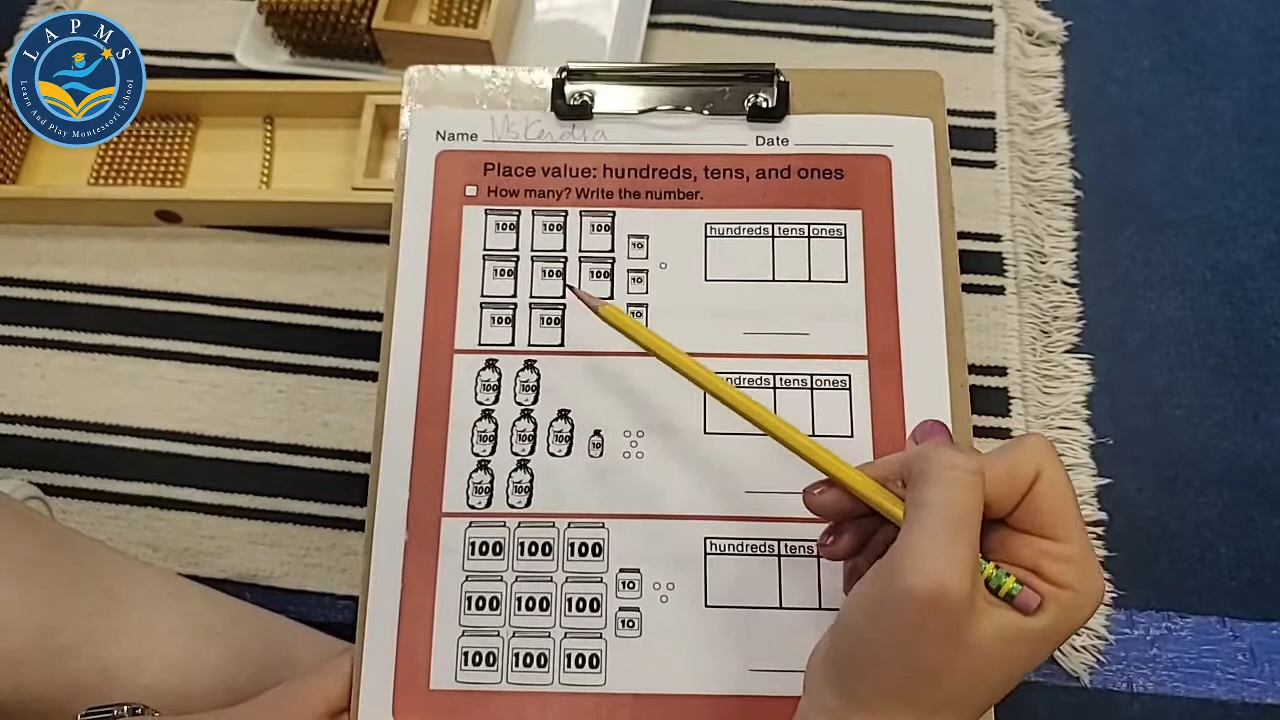 LAPMS
Learn And Play Montessori School
Name Ms Kendra Date
Place value: hundreds, tens, and ones
How many? Write the number.
100 100 100
hundreds tens ones
10
100 100 100
10
100 100
10
100 100
hundreds tens ones
100 100 100
10
100 100
100 100 100
hundreds tens
10
100 100 100
10
100 100 100